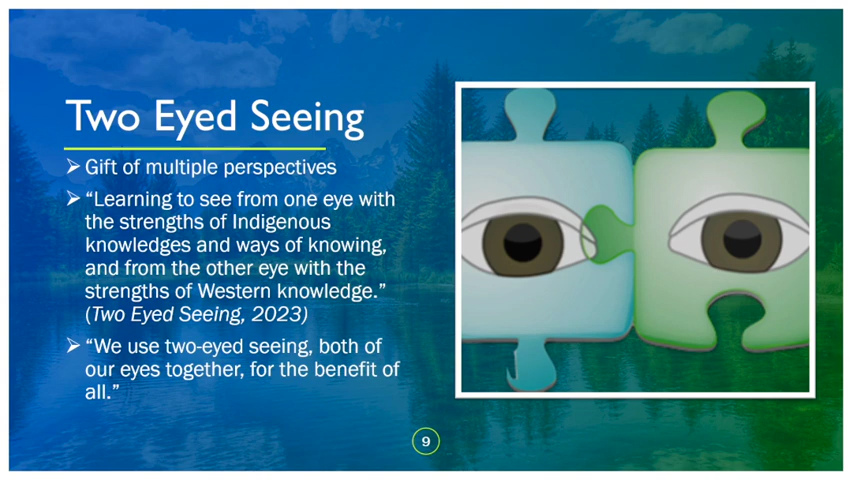 Two Eyed Seeing
Gift of multiple perspectives
“Learning to see from one eye with
the strengths of Indigenous
knowledges and ways of knowing,
and from the other eye with the
strengths of Western knowledge.”
(Two Eyed Seeing, 2023)
“We use two-eyed seeing, both of
our eyes together, for the benefit of
all.”
9